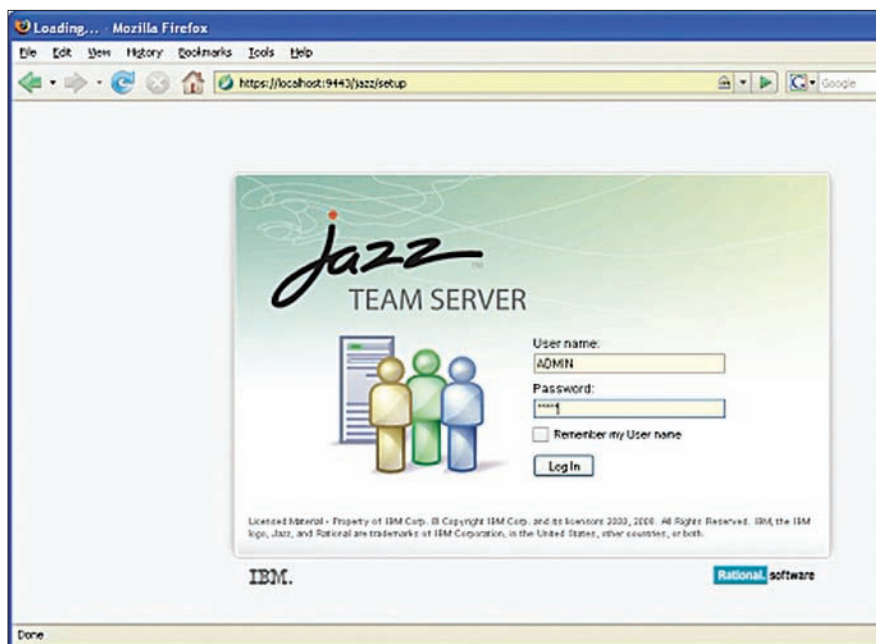 Loading... - Mozilla Firefox
File Edit View History Bookmarks Tools Help
https://localhost:9443/jazz/setup
Google
jazz™
TEAM SERVER
User name:
ADMIN
Password:
****
Remember my User name
Log In
Licensed Material - Property of IBM Corp. © Copyright IBM Corp. and its licensors 2008, 2008. All Rights Reserved. IBM, the IBM
logo, Jazz, and Rational are trademarks of IBM Corporation, in the United States, other countries, or both.
IBM.
Rational. software
Done